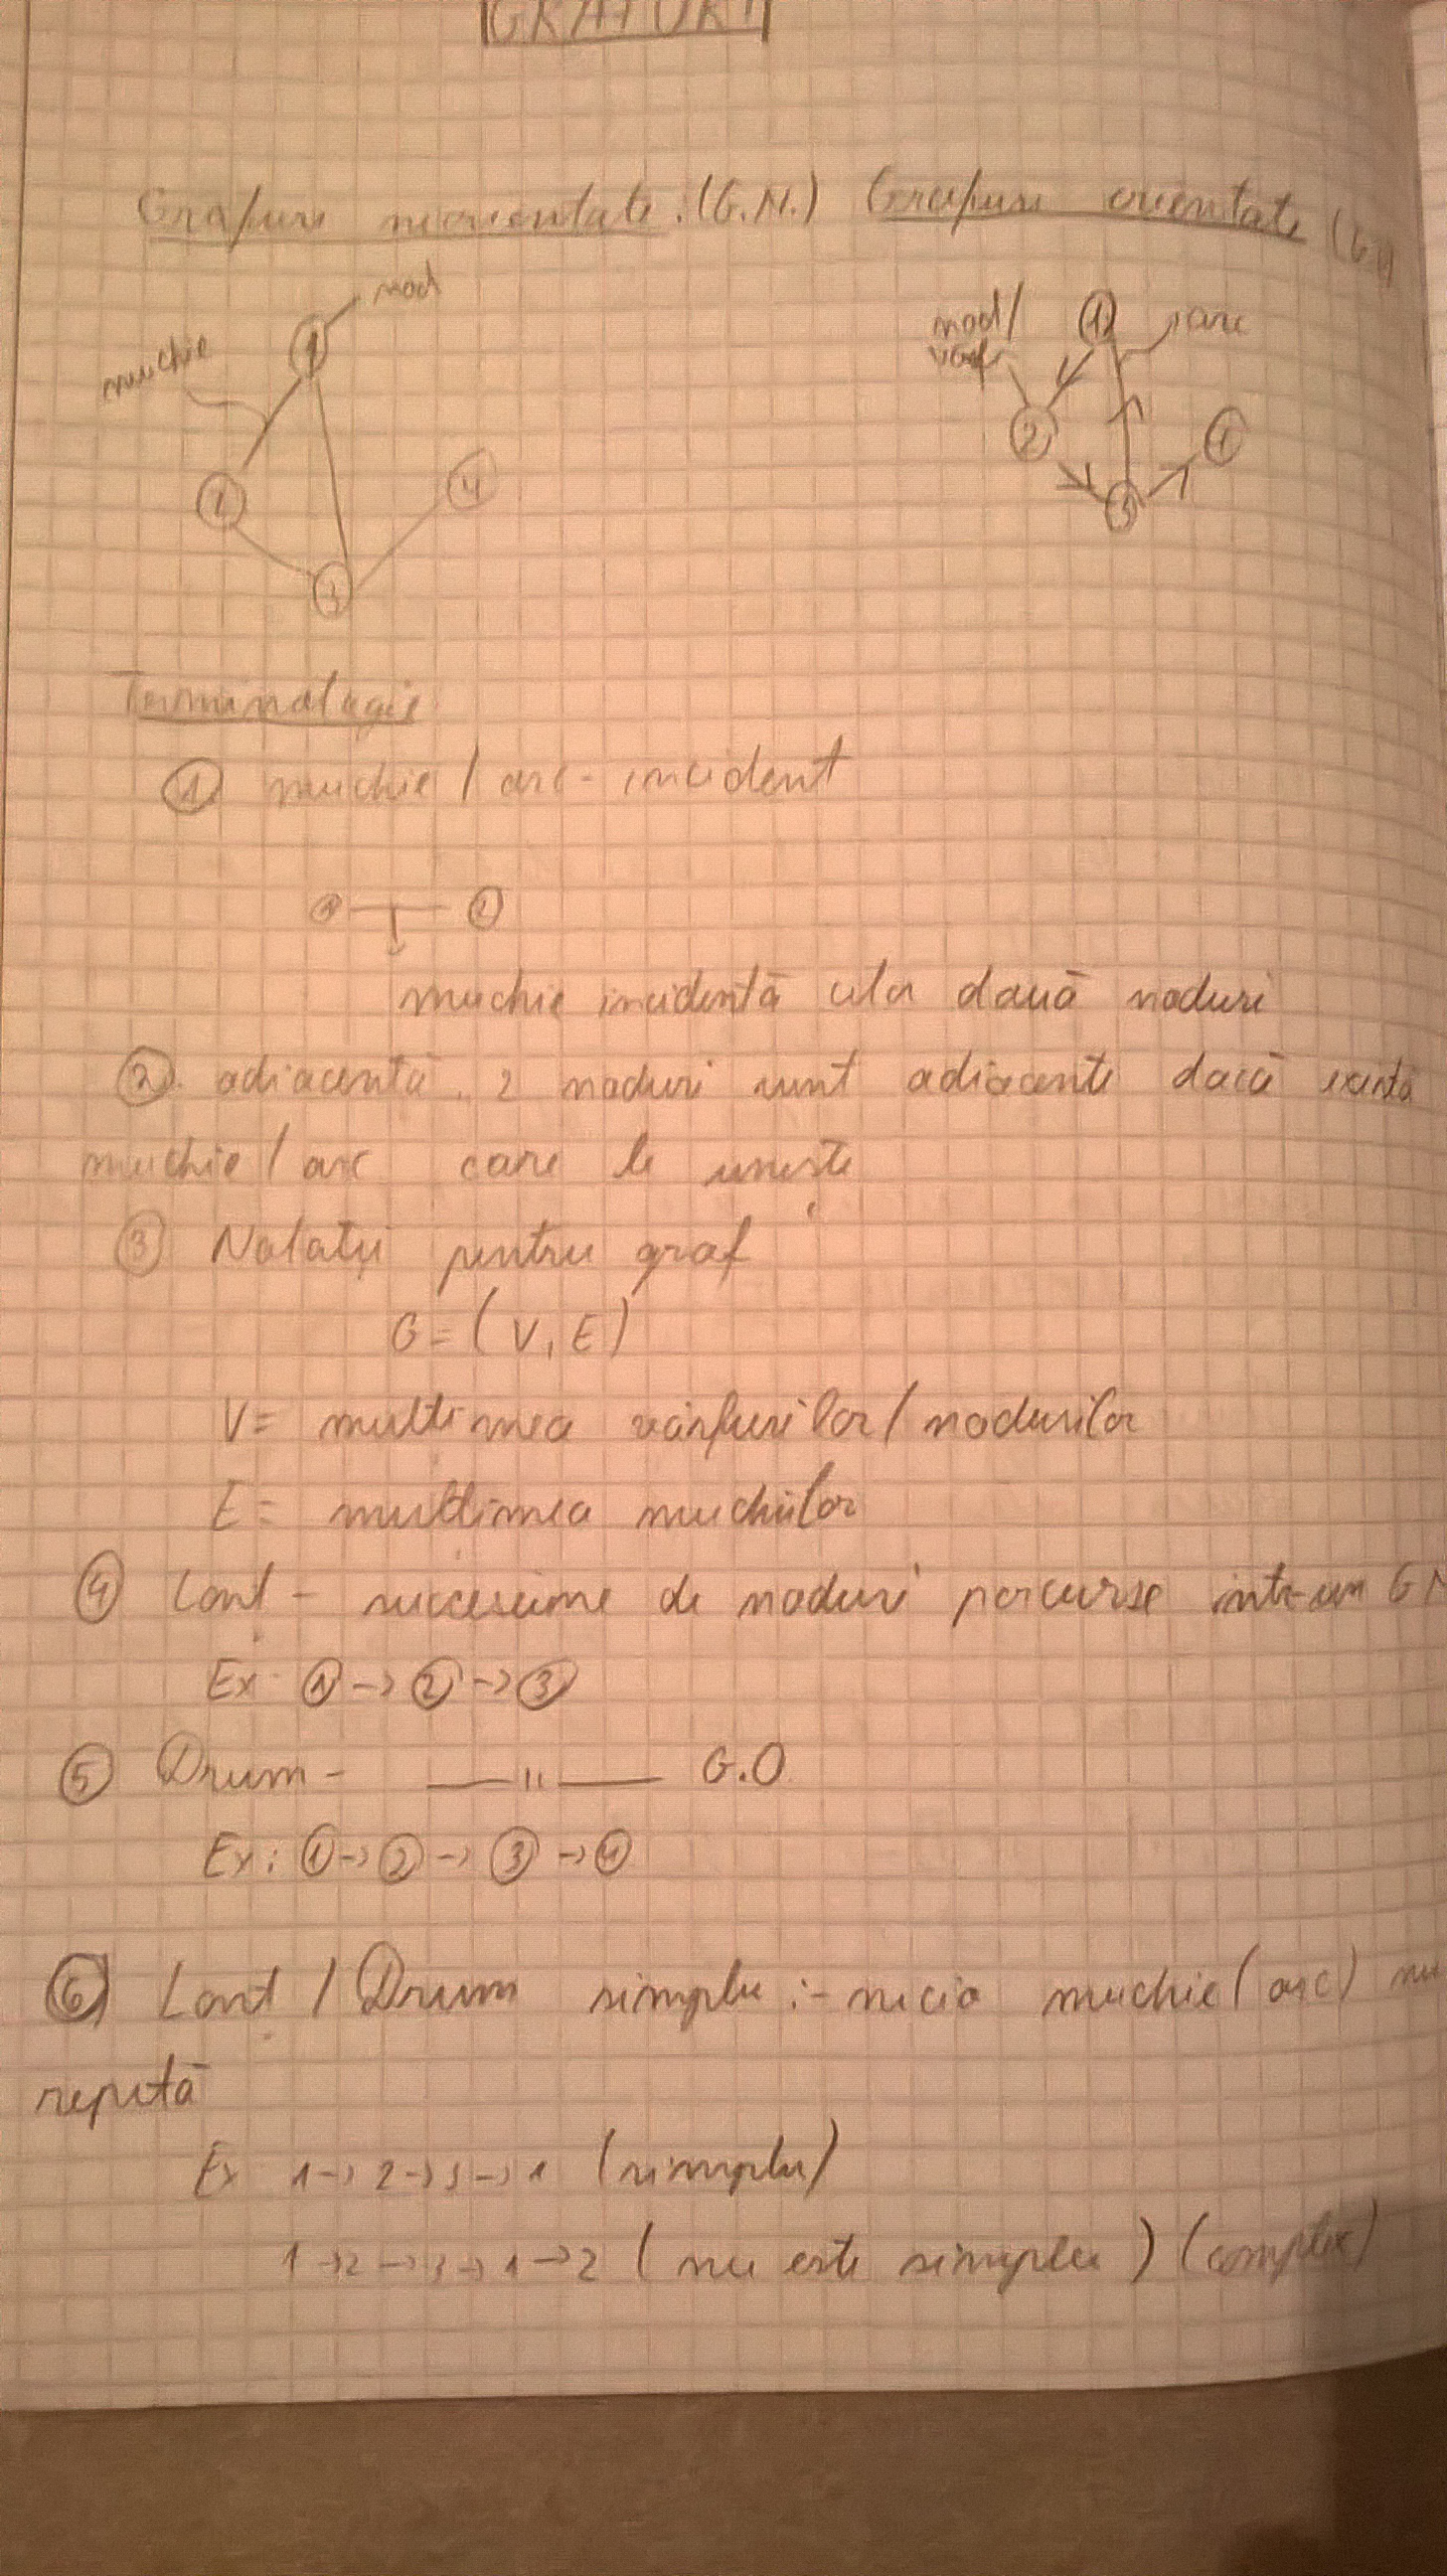 GRAFURI
Grafuri neorientate (G.N.) Grafuri orientate
nod
muchie
1
2
3
4
nod/
vârf
arc
1
2
3
4
Terminologie
1 muchie / arc - incident
1 2
muchie incidentă celor două noduri
2 adiacentă. 2 noduri sunt adiacente dacă există
muchie / arc care le unește
3 Notații pentru graf
G = (V, E)
V = multimea vârfurilor / nodurilor
E = multimea muchiilor
4 Lanț - succesiune de noduri parcurse intr-un GN
Ex 1 -> 2 -> 3
5 Drum - —— " —— G.O
Ex: 1 -> 2 -> 3 -> 4
6 Lanț / Drum simplu :- nicio muchie (arc) nu
repetă
Ex 1 -> 2 -> 3 -> 1 (simplu)
1 -> 2 -> 3 -> 1 -> 2 (nu este simplu) (complex)